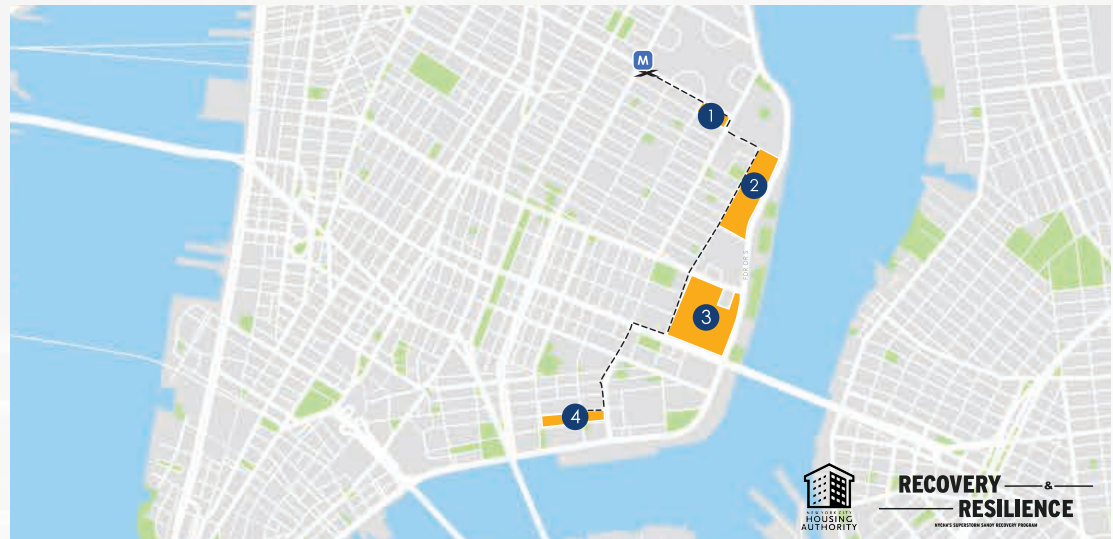 M
1
2
FDR DR S
3
4
NEW YORK CITY
HOUSING
AUTHORITY
RECOVERY &
RESILIENCE
NYCHA'S SUPERSTORM SANDY RECOVERY PROGRAM